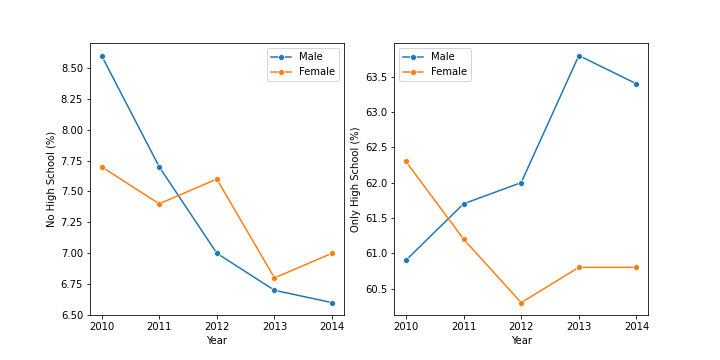 No High School (%)
8.50
8.25
8.00
7.75
7.50
7.25
7.00
6.75
6.50
Male
Female
2010 2011 2012 2013 2014
Year
Only High School (%)
63.5
63.0
62.5
62.0
61.5
61.0
60.5
Male
Female
2010 2011 2012 2013 2014
Year